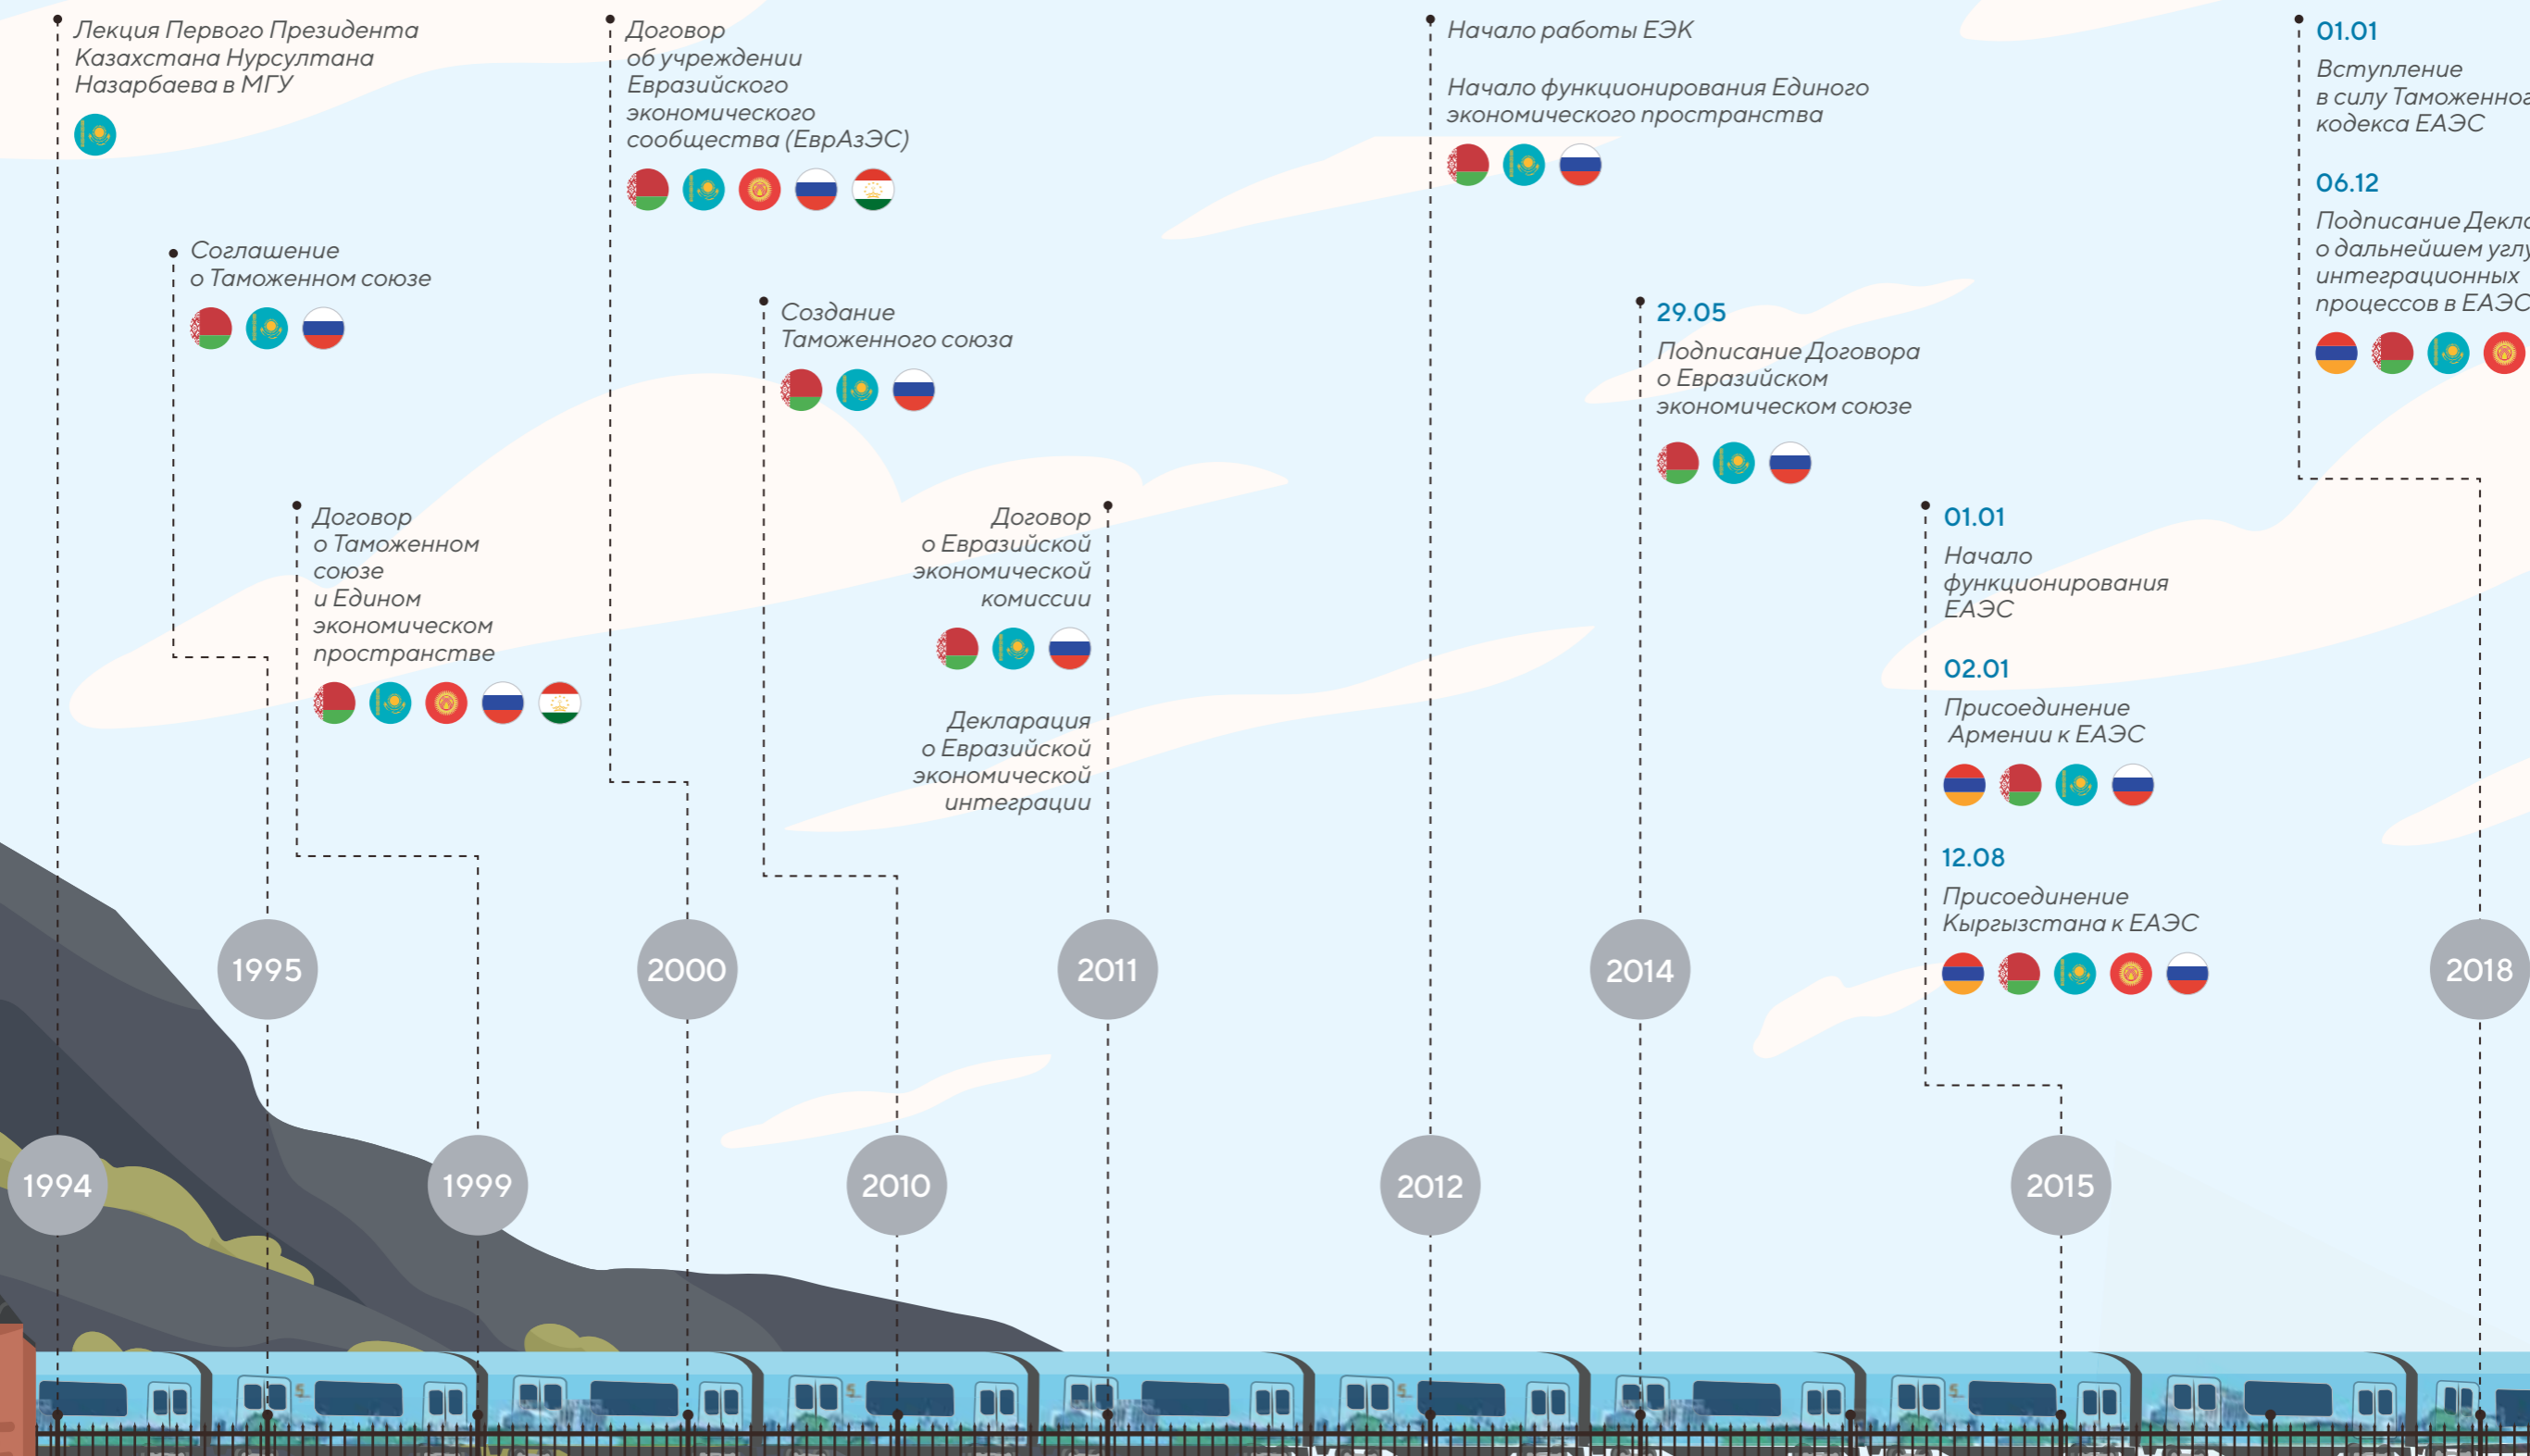 Лекция Первого Президента
Казахстана Нурсултана
Назарбаева в МГУ
Соглашение
о Таможенном союзе
Договор
о Таможенном
союзе
и Едином
экономическом
пространстве
Договор
об учреждении
Евразийского
экономического
сообщества (ЕврАзЭС)
Создание
Таможенного союза
Договор
о Евразийской
экономической
комиссии
Декларация
о Евразийской
экономической
интеграции
Начало работы ЕЭК
Начало функционирования Единого
экономического пространства
29.05
Подписание Договора
о Евразийском
экономическом союзе
01.01
Начало
функционирования
ЕАЭС
02.01
Присоединение
Армении к ЕАЭС
12.08
Присоединение
Кыргызстана к ЕАЭС
01.01
Вступление
в силу
кодекса ЕАЭС
06.12
Подписание
о дальнейшем
интеграционных
процессов в ЕАЭС
1995
2000
2011
2014
2018
1994
1999
2010
2012
2015